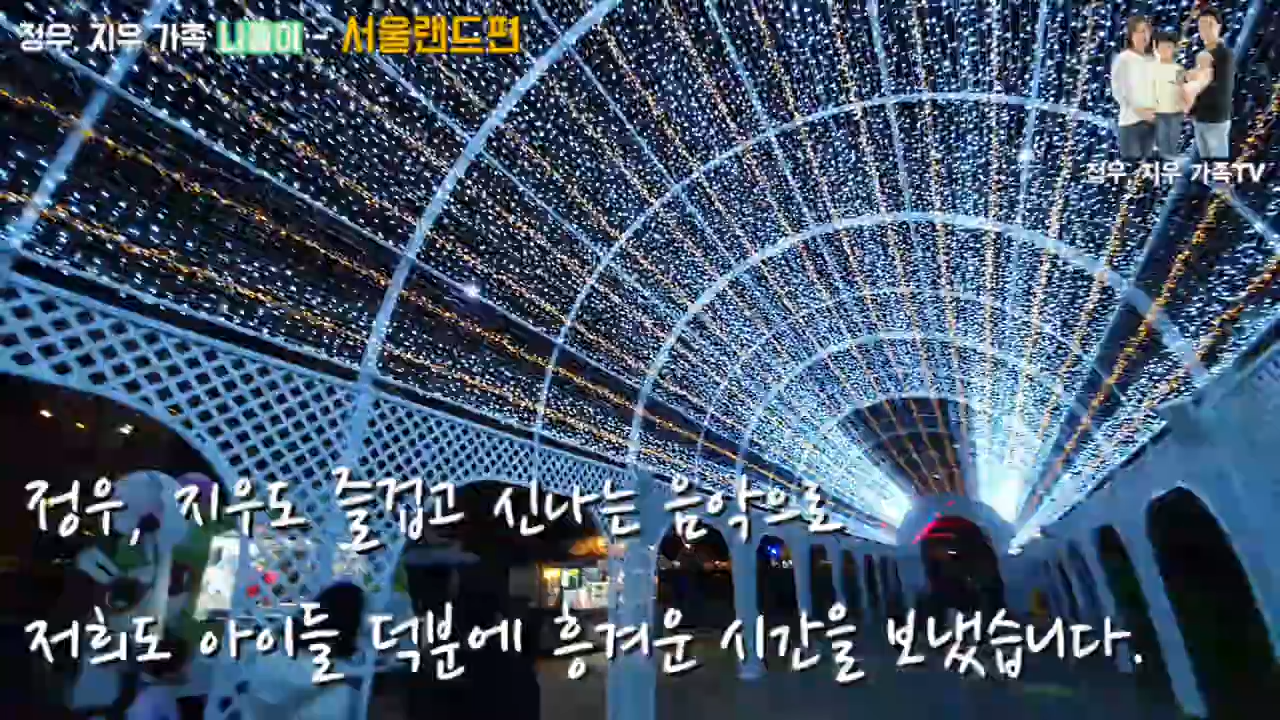 정우, 지우 가족 나들이 - 서울랜드편
정우, 지우 가족TV
정우, 지우도 즐겁고 신나는 음악으로
저희도 아이들 덕분에 흥겨운 시간을 보냈습니다.